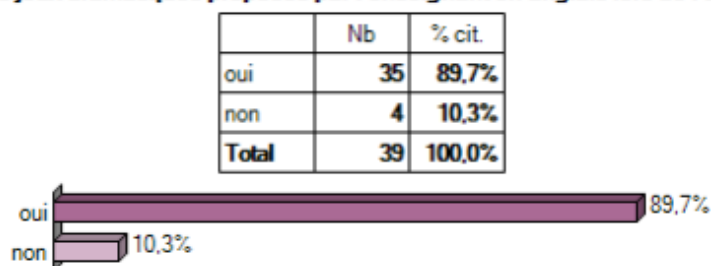 Nb % cit.
oui 35 89,7%
non 4 10,3%
Total 39 100,0%
oui 89,7%
non 10,3%